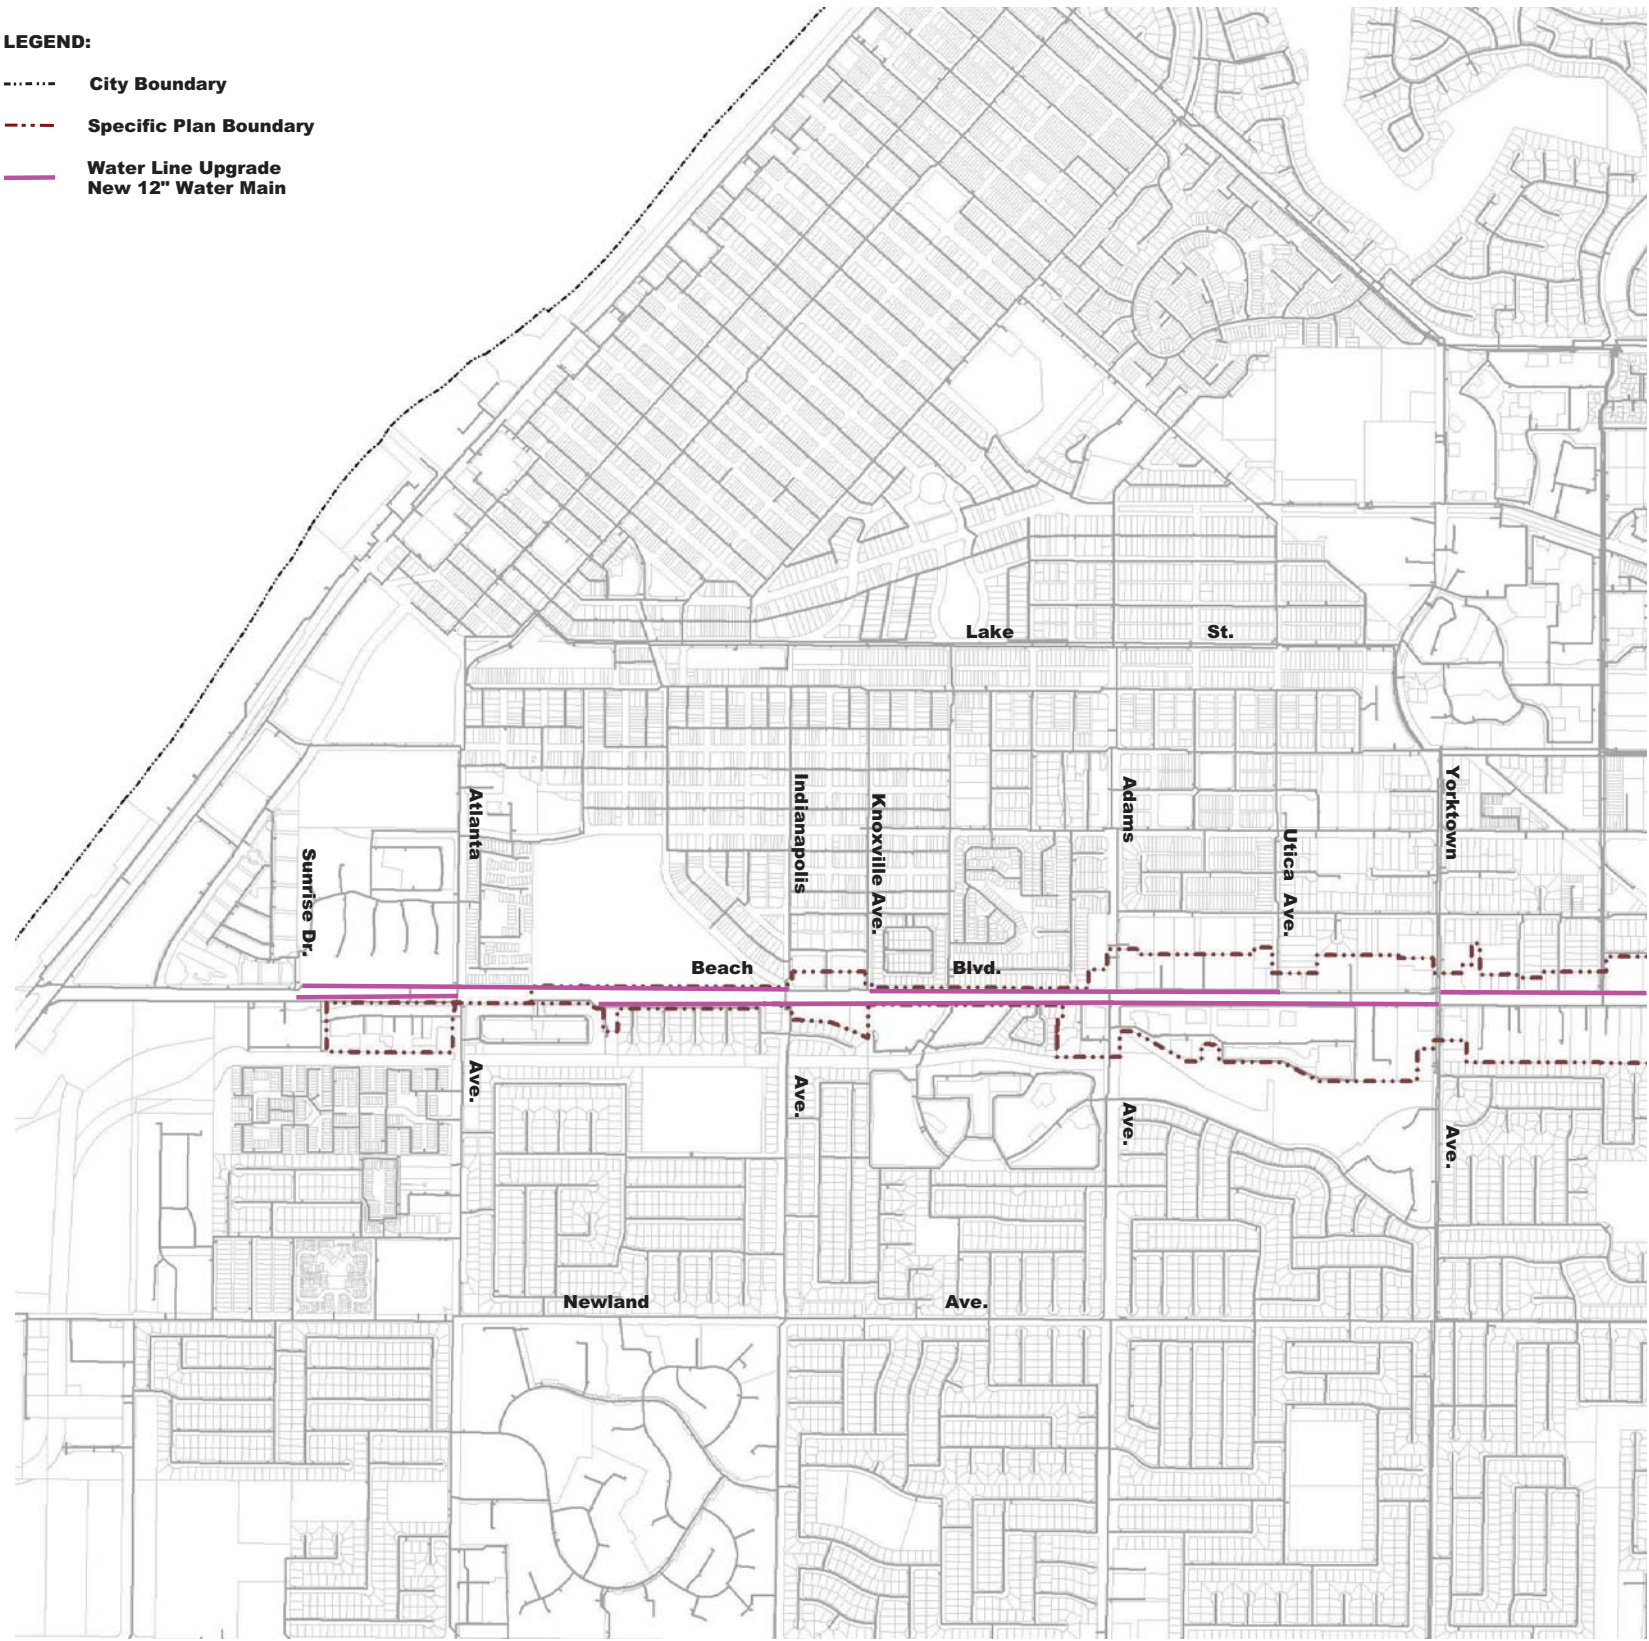 LEGEND:
City Boundary
Specific Plan Boundary
Water Line Upgrade
New 12" Water Main
Lake St.
Atlanta
Indianapolis
Knoxville Ave.
Adams
Yorktown
Utica Ave.
Sunrise Dr.
Beach Blvd.
Ave.
Ave.
Ave.
Ave.
Newland Ave.